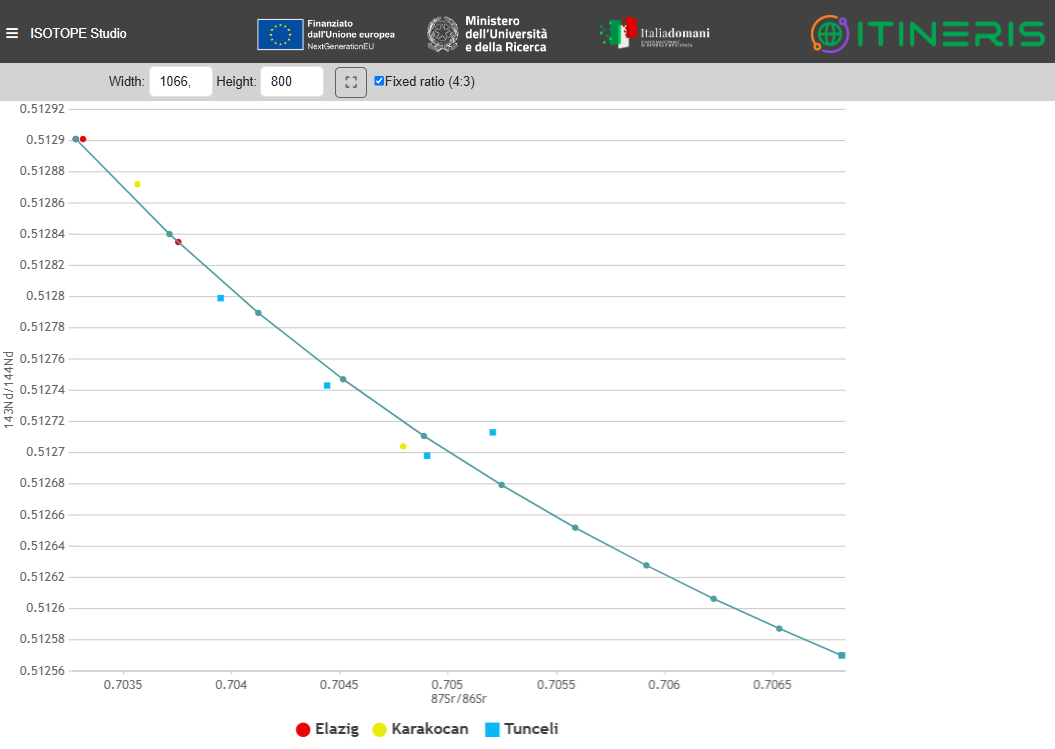 ISOTOPE Studio
Finanziato
dall'Unione europea
NextGenerationEU
Ministero
dell'Università
e della Ricerca
Italiadomani
ITINERIS
Width: 1066, Height: 800 Fixed ratio (4:3)
0.51292
0.5129
0.51288
0.51286
0.51284
0.51282
0.5128
0.51278
0.51276
0.51274
0.51272
0.5127
0.51268
0.51266
0.51264
0.51262
0.5126
0.51258
0.51256
143Nd/144Nd
0.7035 0.704 0.7045 0.705 0.7055 0.706 0.7065
87Sr/86Sr
Elazig Karakocan Tunceli